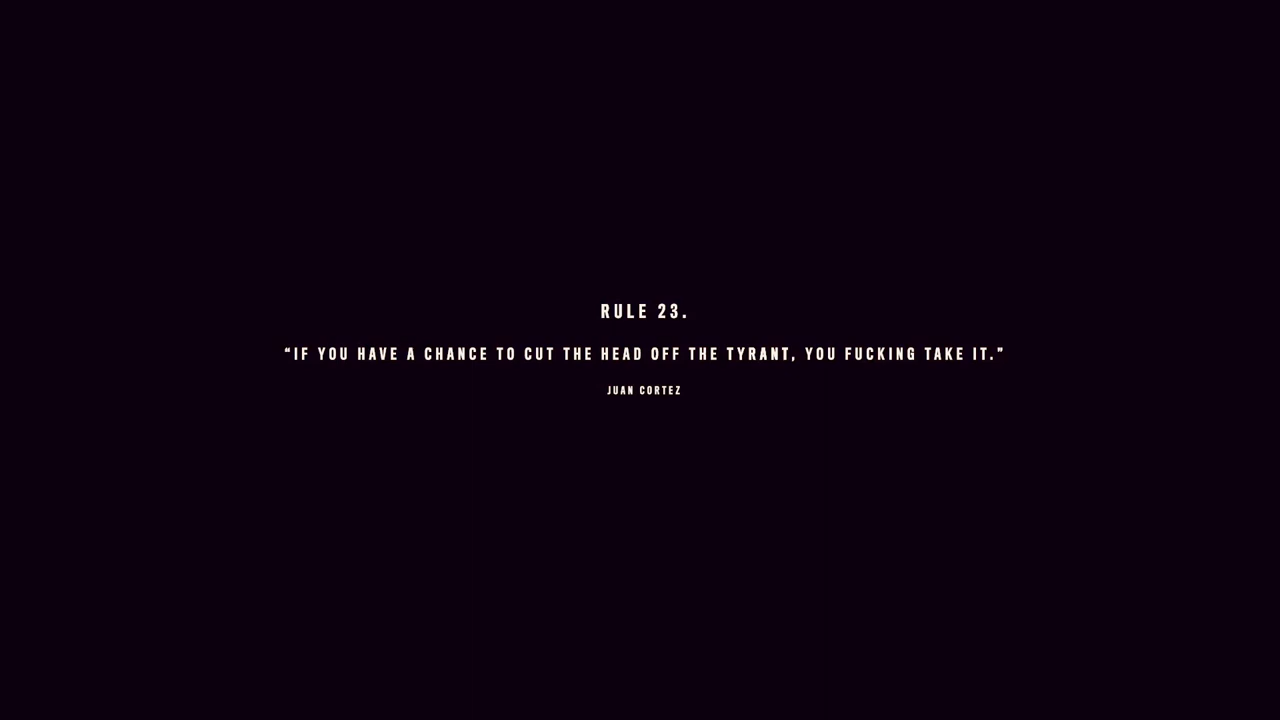 RULE 23.
“IF YOU HAVE A CHANCE TO CUT THE HEAD OFF THE TYRANT, YOU FUCKING TAKE IT.”
JUAN CORTEZ